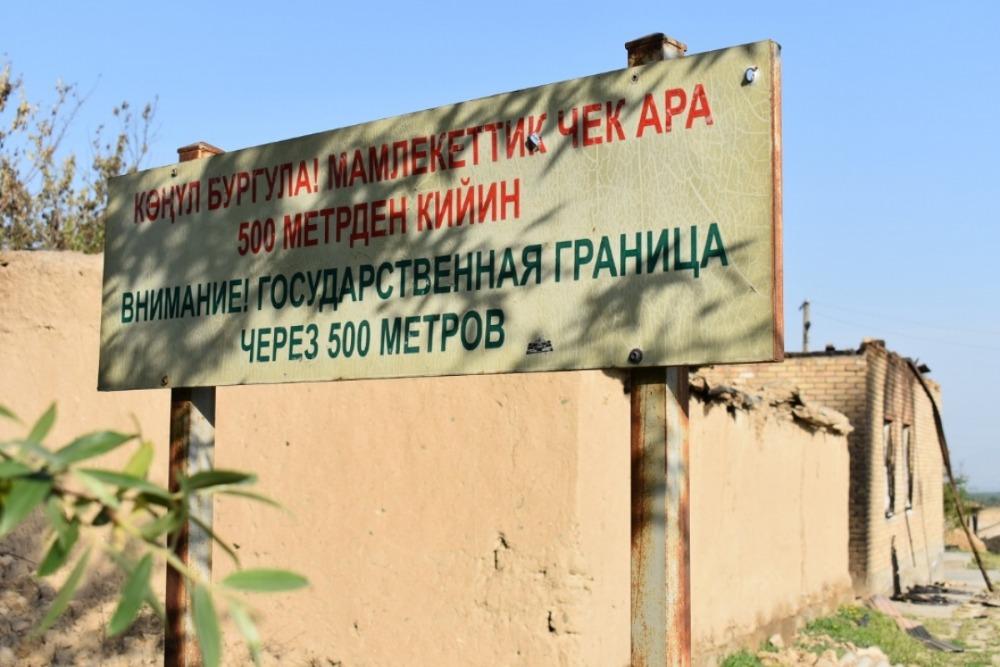 КӨҢҮЛ БУРГУЛА! МАМЛЕКЕТТИК ЧЕК АРА
500 МЕТРДЕН КИЙИН
ВНИМАНИЕ! ГОСУДАРСТВЕННАЯ ГРАНИЦА
ЧЕРЕЗ 500 МЕТРОВ